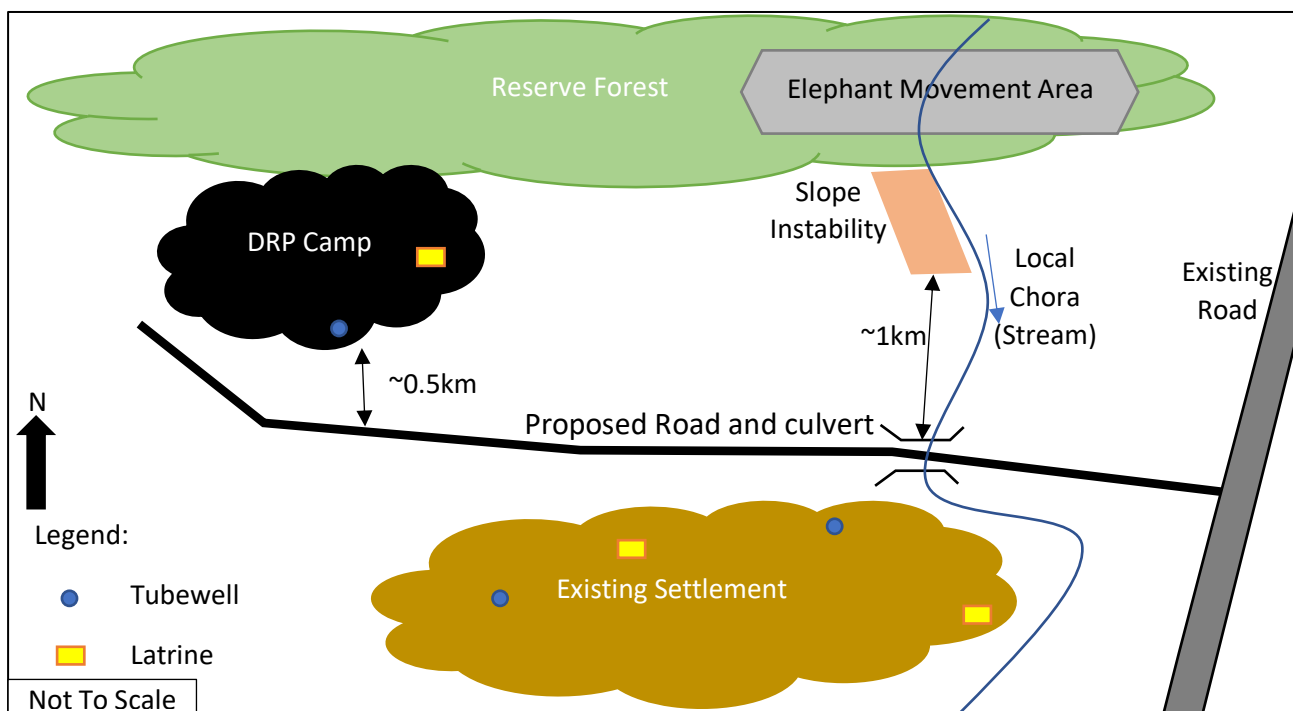 Reserve Forest
Elephant Movement Area
Slope
Instability
DRP Camp
Local
Chora
(Stream)
Existing
Road
~1km
~0.5km
N
Proposed Road and culvert
Legend:
Tubewell
Existing Settlement
Latrine
Not To Scale